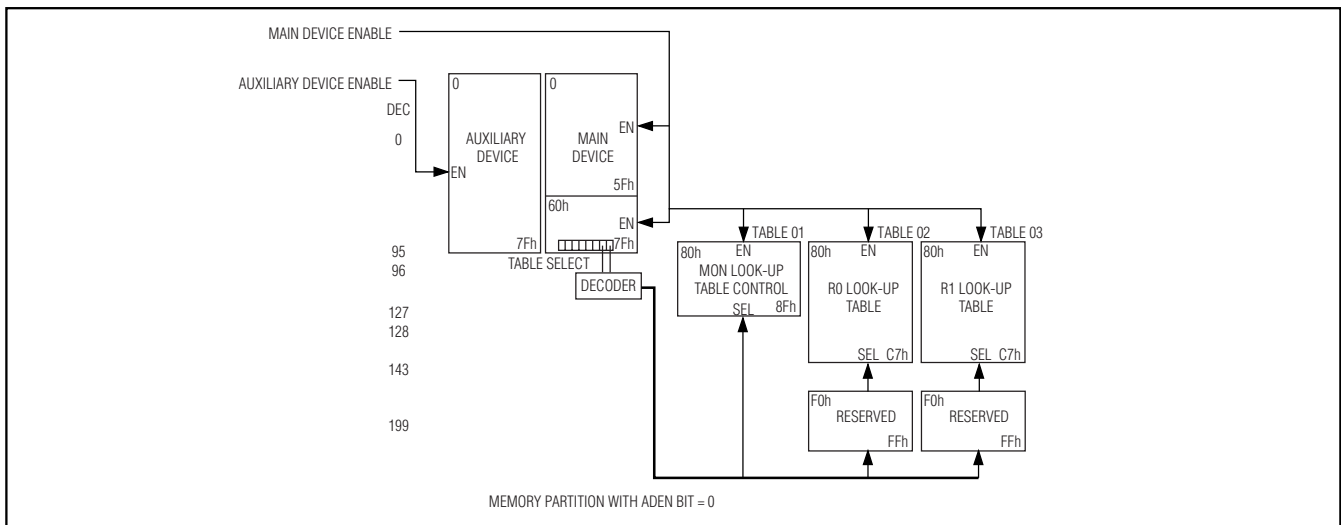 MAIN DEVICE ENABLE
AUXILIARY DEVICE ENABLE
DEC
0
95
96
127
128
143
199
0
AUXILIARY
DEVICE
EN
7Fh
0
EN
MAIN
DEVICE
5Fh
60h
EN
7Fh
TABLE SELECT
DECODER
TABLE 01
80h
EN
MON LOOK-UP
TABLE CONTROL
SEL
8Fh
TABLE 02
80h
EN
R0 LOOK-UP
TABLE
SEL C7h
F0h
RESERVED
FFh
TABLE 03
80h
EN
R1 LOOK-UP
TABLE
SEL C7h
F0h
RESERVED
FFh
MEMORY PARTITION WITH ADEN BIT = 0